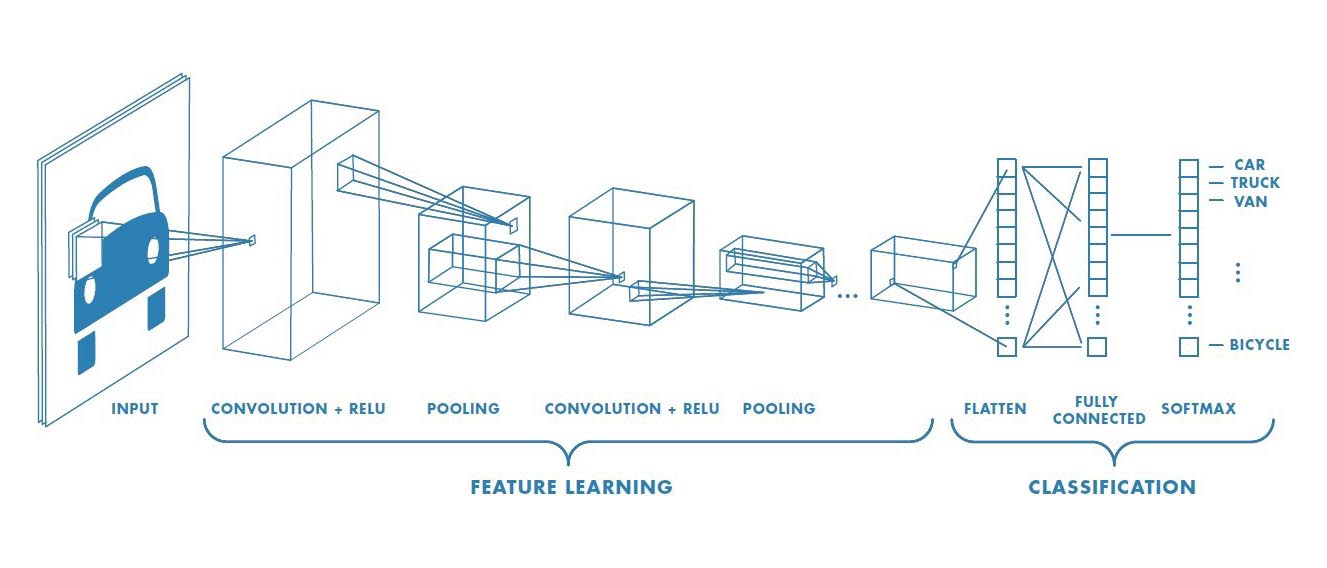 CAR
TRUCK
VAN
BICYCLE
INPUT
CONVOLUTION + RELU
POOLING
CONVOLUTION + RELU
POOLING
FLATTEN
FULLY
CONNECTED
SOFTMAX
FEATURE LEARNING
CLASSIFICATION